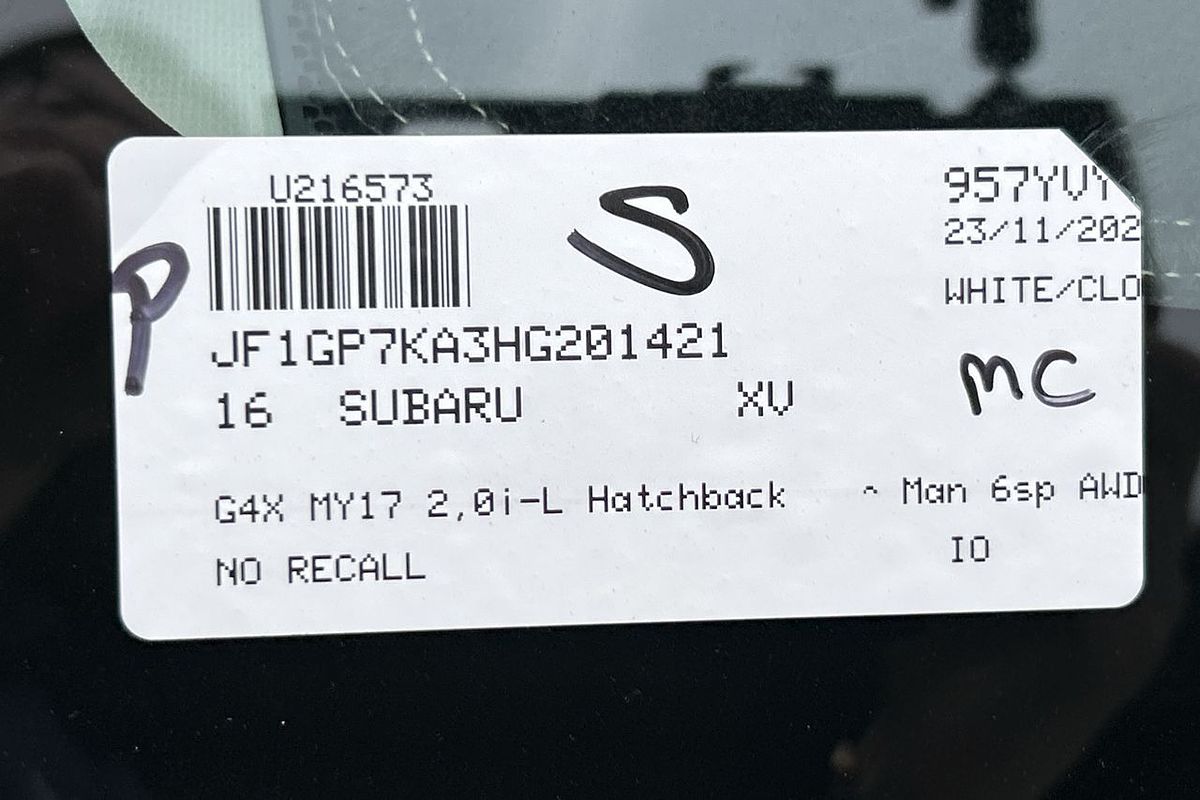 U216573
957YVY
23/11/202
WHITE/CLO
S
P
JF1GP7KA3HG201421
MC
16 SUBARU XV
G4X MY17 2,0i-L Hatchback ^ Man 6sp AWD
NO RECALL
IO